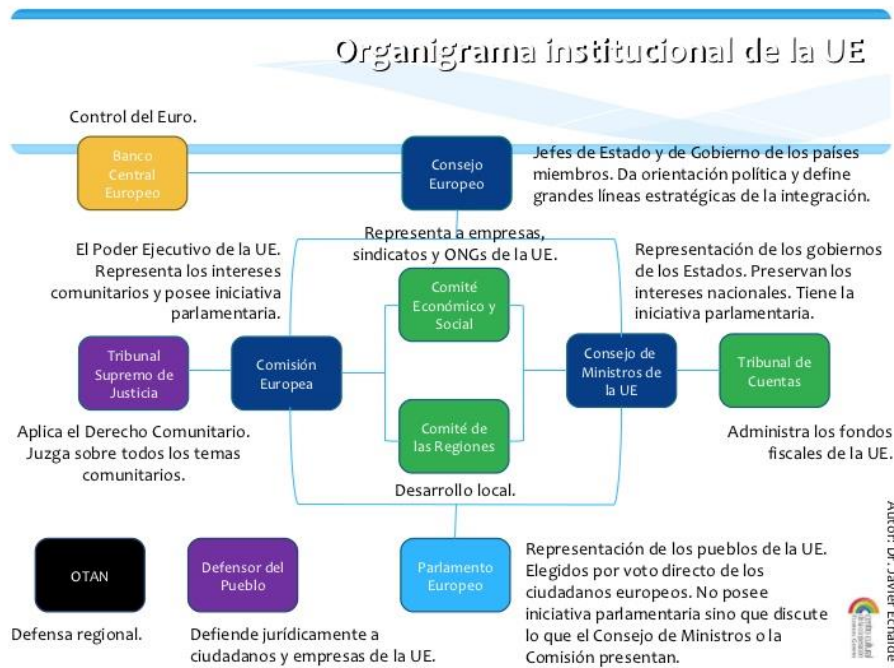 Organigrama institucional de la UE
Control del Euro.
Banco
Central
Europeo
Consejo
Europeo
Jefes de Estado y de Gobierno de los países
miembros. Da orientación política y define
grandes líneas estratégicas de la integración.
El Poder Ejecutivo de la UE.
Representa los intereses
comunitarios y posee iniciativa
parlamentaria.
Representa a empresas,
sindicatos y ONGs de la UE.
Representación de los gobiernos
de los Estados. Preservan los
intereses nacionales. Tiene la
iniciativa parlamentaria.
Comité
Económico y
Social
Tribunal
Supremo de
Justicia
Comisión
Europea
Consejo de
Ministros de
la UE
Tribunal de
Cuentas
Aplica el Derecho Comunitario.
Juzga sobre todos los temas
comunitarios.
Comité de
las Regiones
Administra los fondos
fiscales de la UE.
Desarrollo local.
OTAN
Defensor del
Pueblo
Parlamento
Europeo
Representación de los pueblos de la UE.
Elegidos por voto directo de los
ciudadanos europeos. No posee
iniciativa parlamentaria sino que discute
lo que el Consejo de Ministros o la
Comisión presentan.
Defensa regional.
Defiende jurídicamente a
ciudadanos y empresas de la UE.
Autor: Dr. Javier Echaide